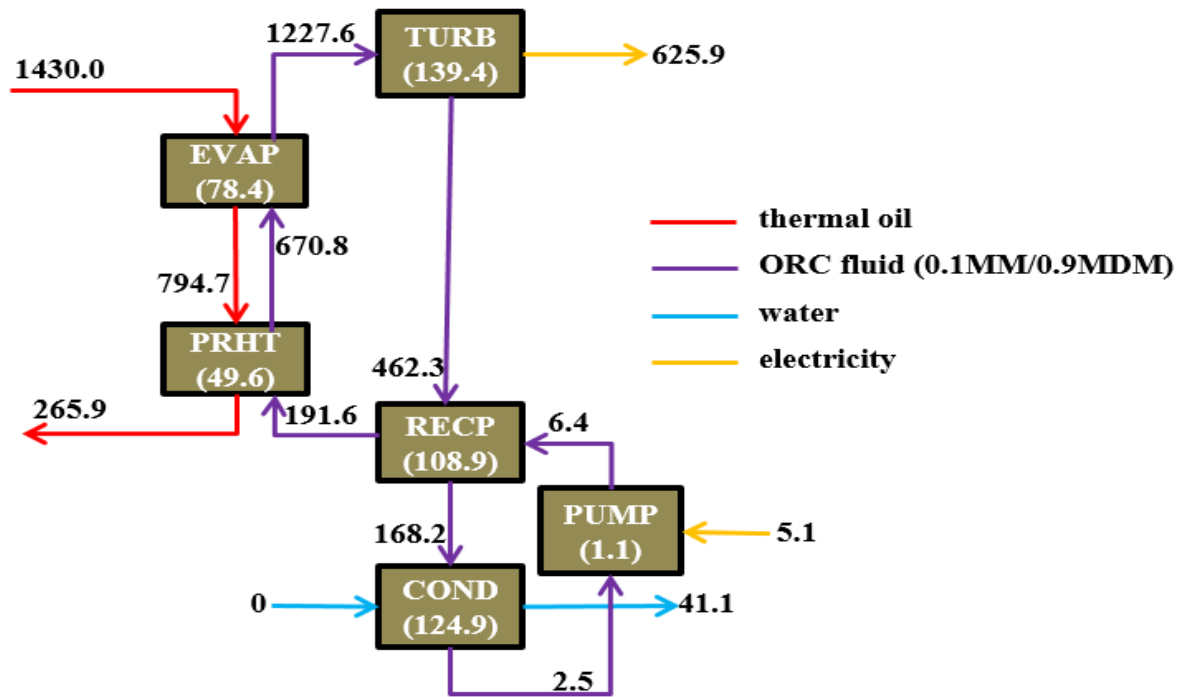 1227.6
TURB
(139.4)
625.9
1430.0
EVAP
(78.4)
670.8
794.7
thermal oil
ORC fluid (0.1MM/0.9MDM)
water
electricity
PRHT
(49.6)
462.3
265.9
191.6
RECP
(108.9)
6.4
PUMP
(1.1)
5.1
168.2
COND
(124.9)
0
41.1
2.5